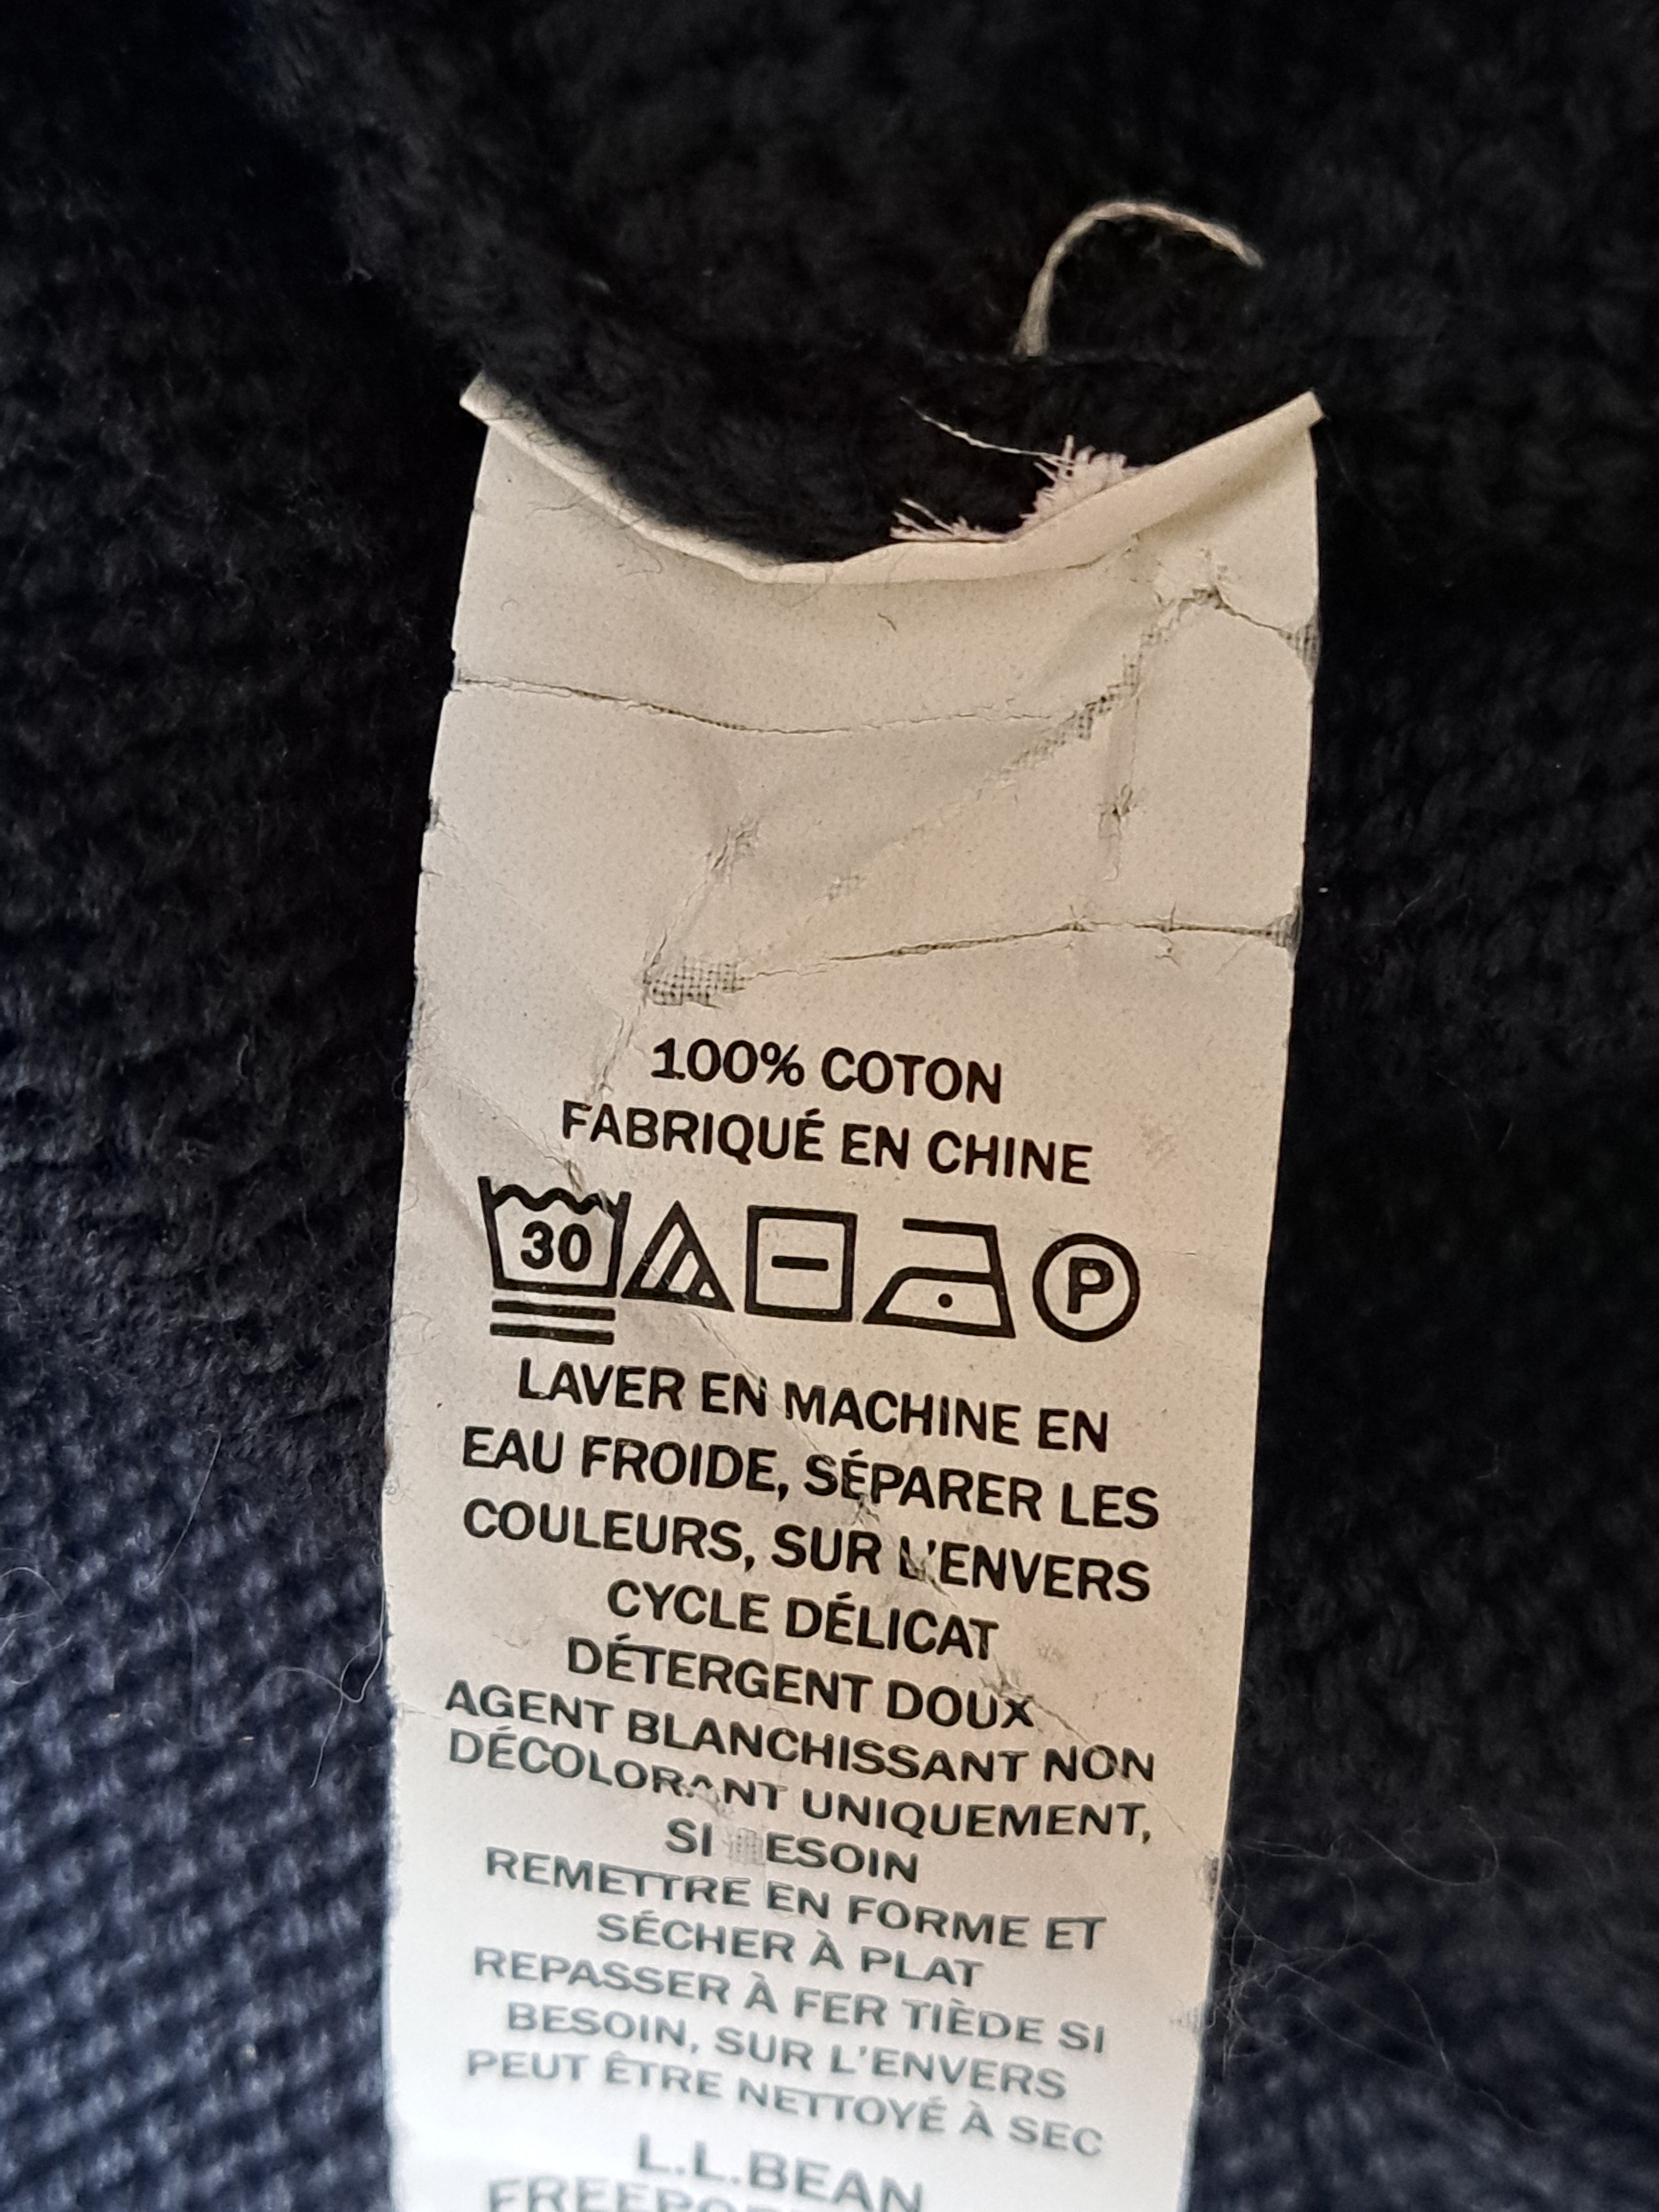 100% COTON
FABRIQUÉ EN CHINE
30 P
LAVER EN MACHINE EN
EAU FROIDE, SÉPARER LES
COULEURS, SUR L'ENVERS
CYCLE DÉLICAT
DÉTERGENT DOUX
AGENT BLANCHISSANT NON
DÉCOLORANT UNIQUEMENT,
SI BESOIN
REMETTRE EN FORME ET
SÉCHER À PLAT
REPASSER À FER TIÈDE SI
BESOIN, SUR L'ENVERS
PEUT ÊTRE NETTOYÉ À SEC
L.L.BEAN